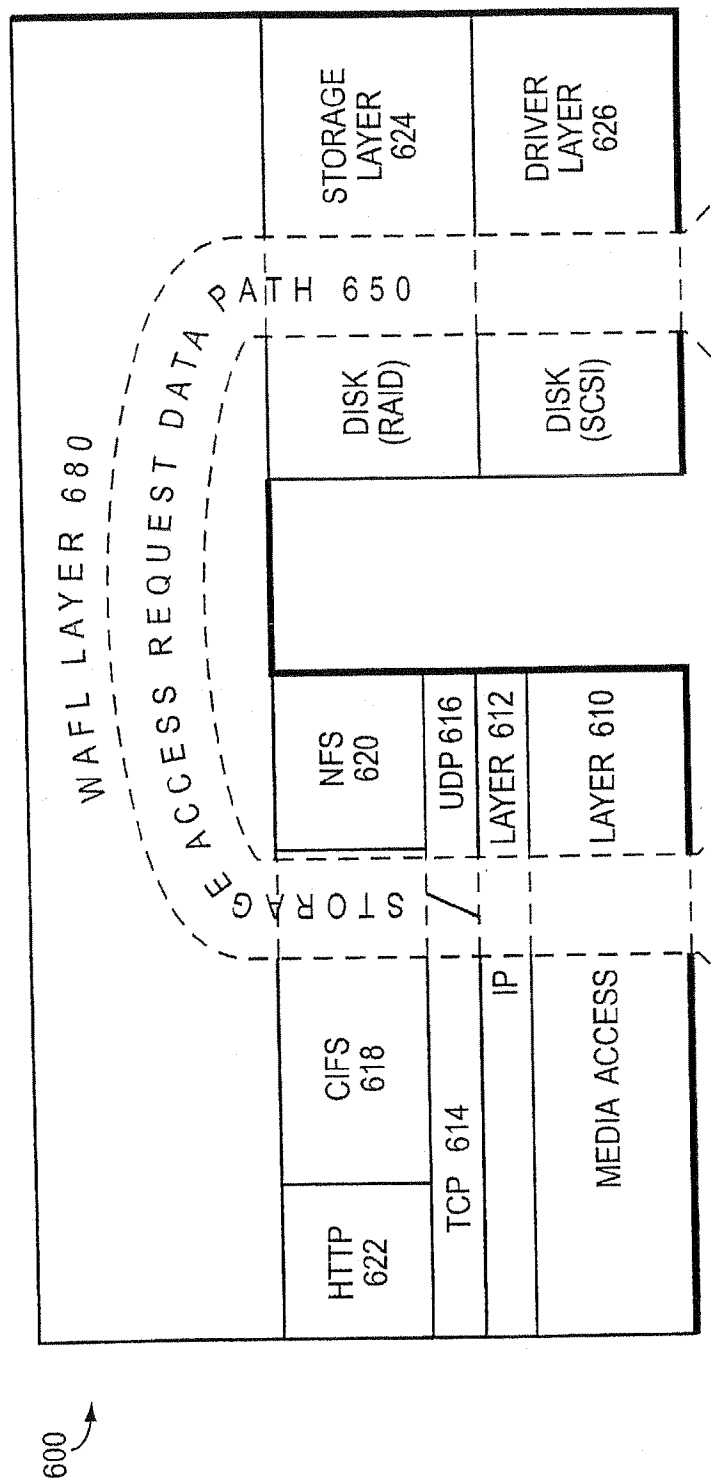 600
WAFL LAYER 680
STORAGE ACCESS REQUEST DATA PATH 650
HTTP
622
CIFS
618
NFS
620
TCP 614
UDP 616
IP
LAYER 612
MEDIA ACCESS
LAYER 610
DISK
(RAID)
STORAGE
LAYER
624
DISK
(SCSI)
DRIVER
LAYER
626